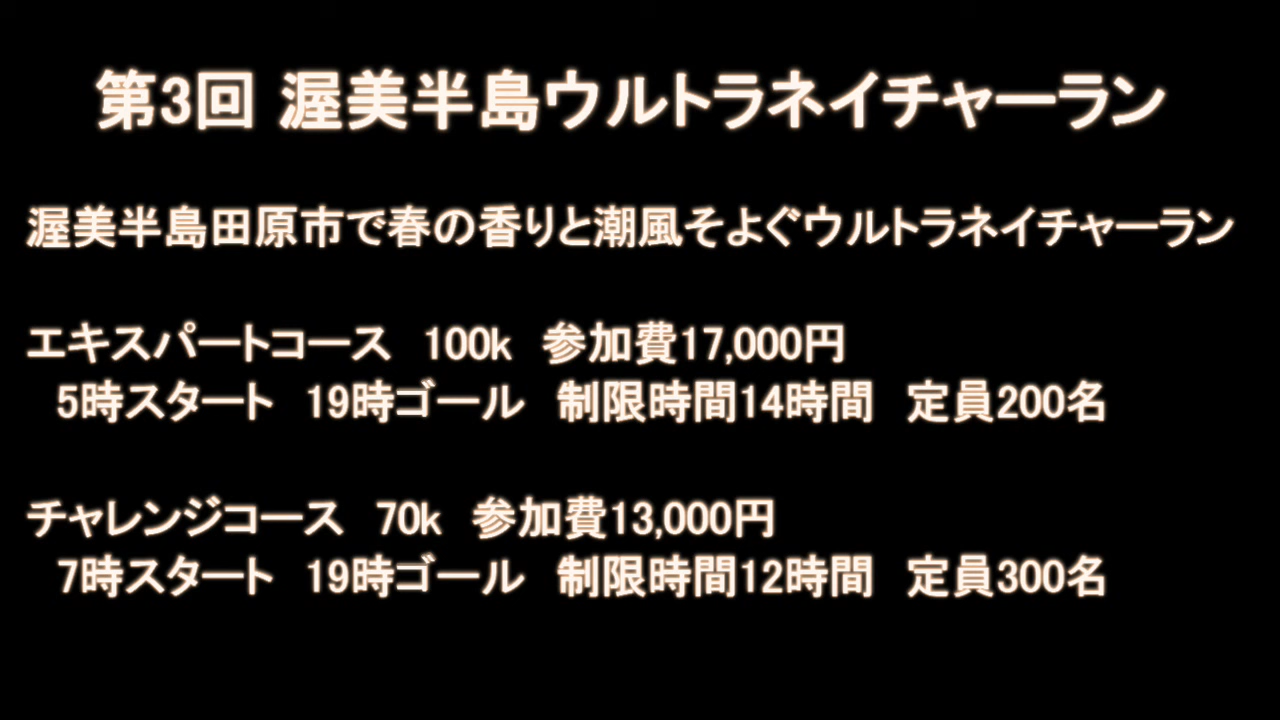 第3回 渥美半島ウルトラネイチャーラン
渥美半島田原市で春の香りと潮風そよぐウルトラネイチャーラン
エキスパートコース　100k　参加費17,000円
5時スタート　19時ゴール　制限時間14時間　定員200名
チャレンジコース　70k　参加費13,000円
7時スタート　19時ゴール　制限時間12時間　定員300名